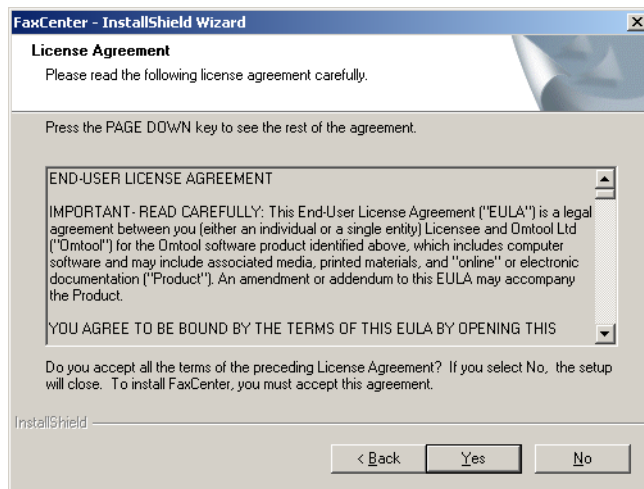 FaxCenter - InstallShield Wizard
License Agreement
Please read the following license agreement carefully.
Press the PAGE DOWN key to see the rest of the agreement.
END-USER LICENSE AGREEMENT
IMPORTANT- READ CAREFULLY: This End-User License Agreement ("EULA") is a legal
agreement between you (either an individual or a single entity) Licensee and Omtool Ltd
("Omtool") for the Omtool software product identified above, which includes computer
software and may include associated media, printed materials, and "online" or electronic
documentation ("Product"). An amendment or addendum to this EULA may accompany
the Product.
YOU AGREE TO BE BOUND BY THE TERMS OF THIS EULA BY OPENING THIS
Do you accept all the terms of the preceding License Agreement? If you select No, the setup
will close. To install FaxCenter, you must accept this agreement.
InstallShield
< Back Yes No